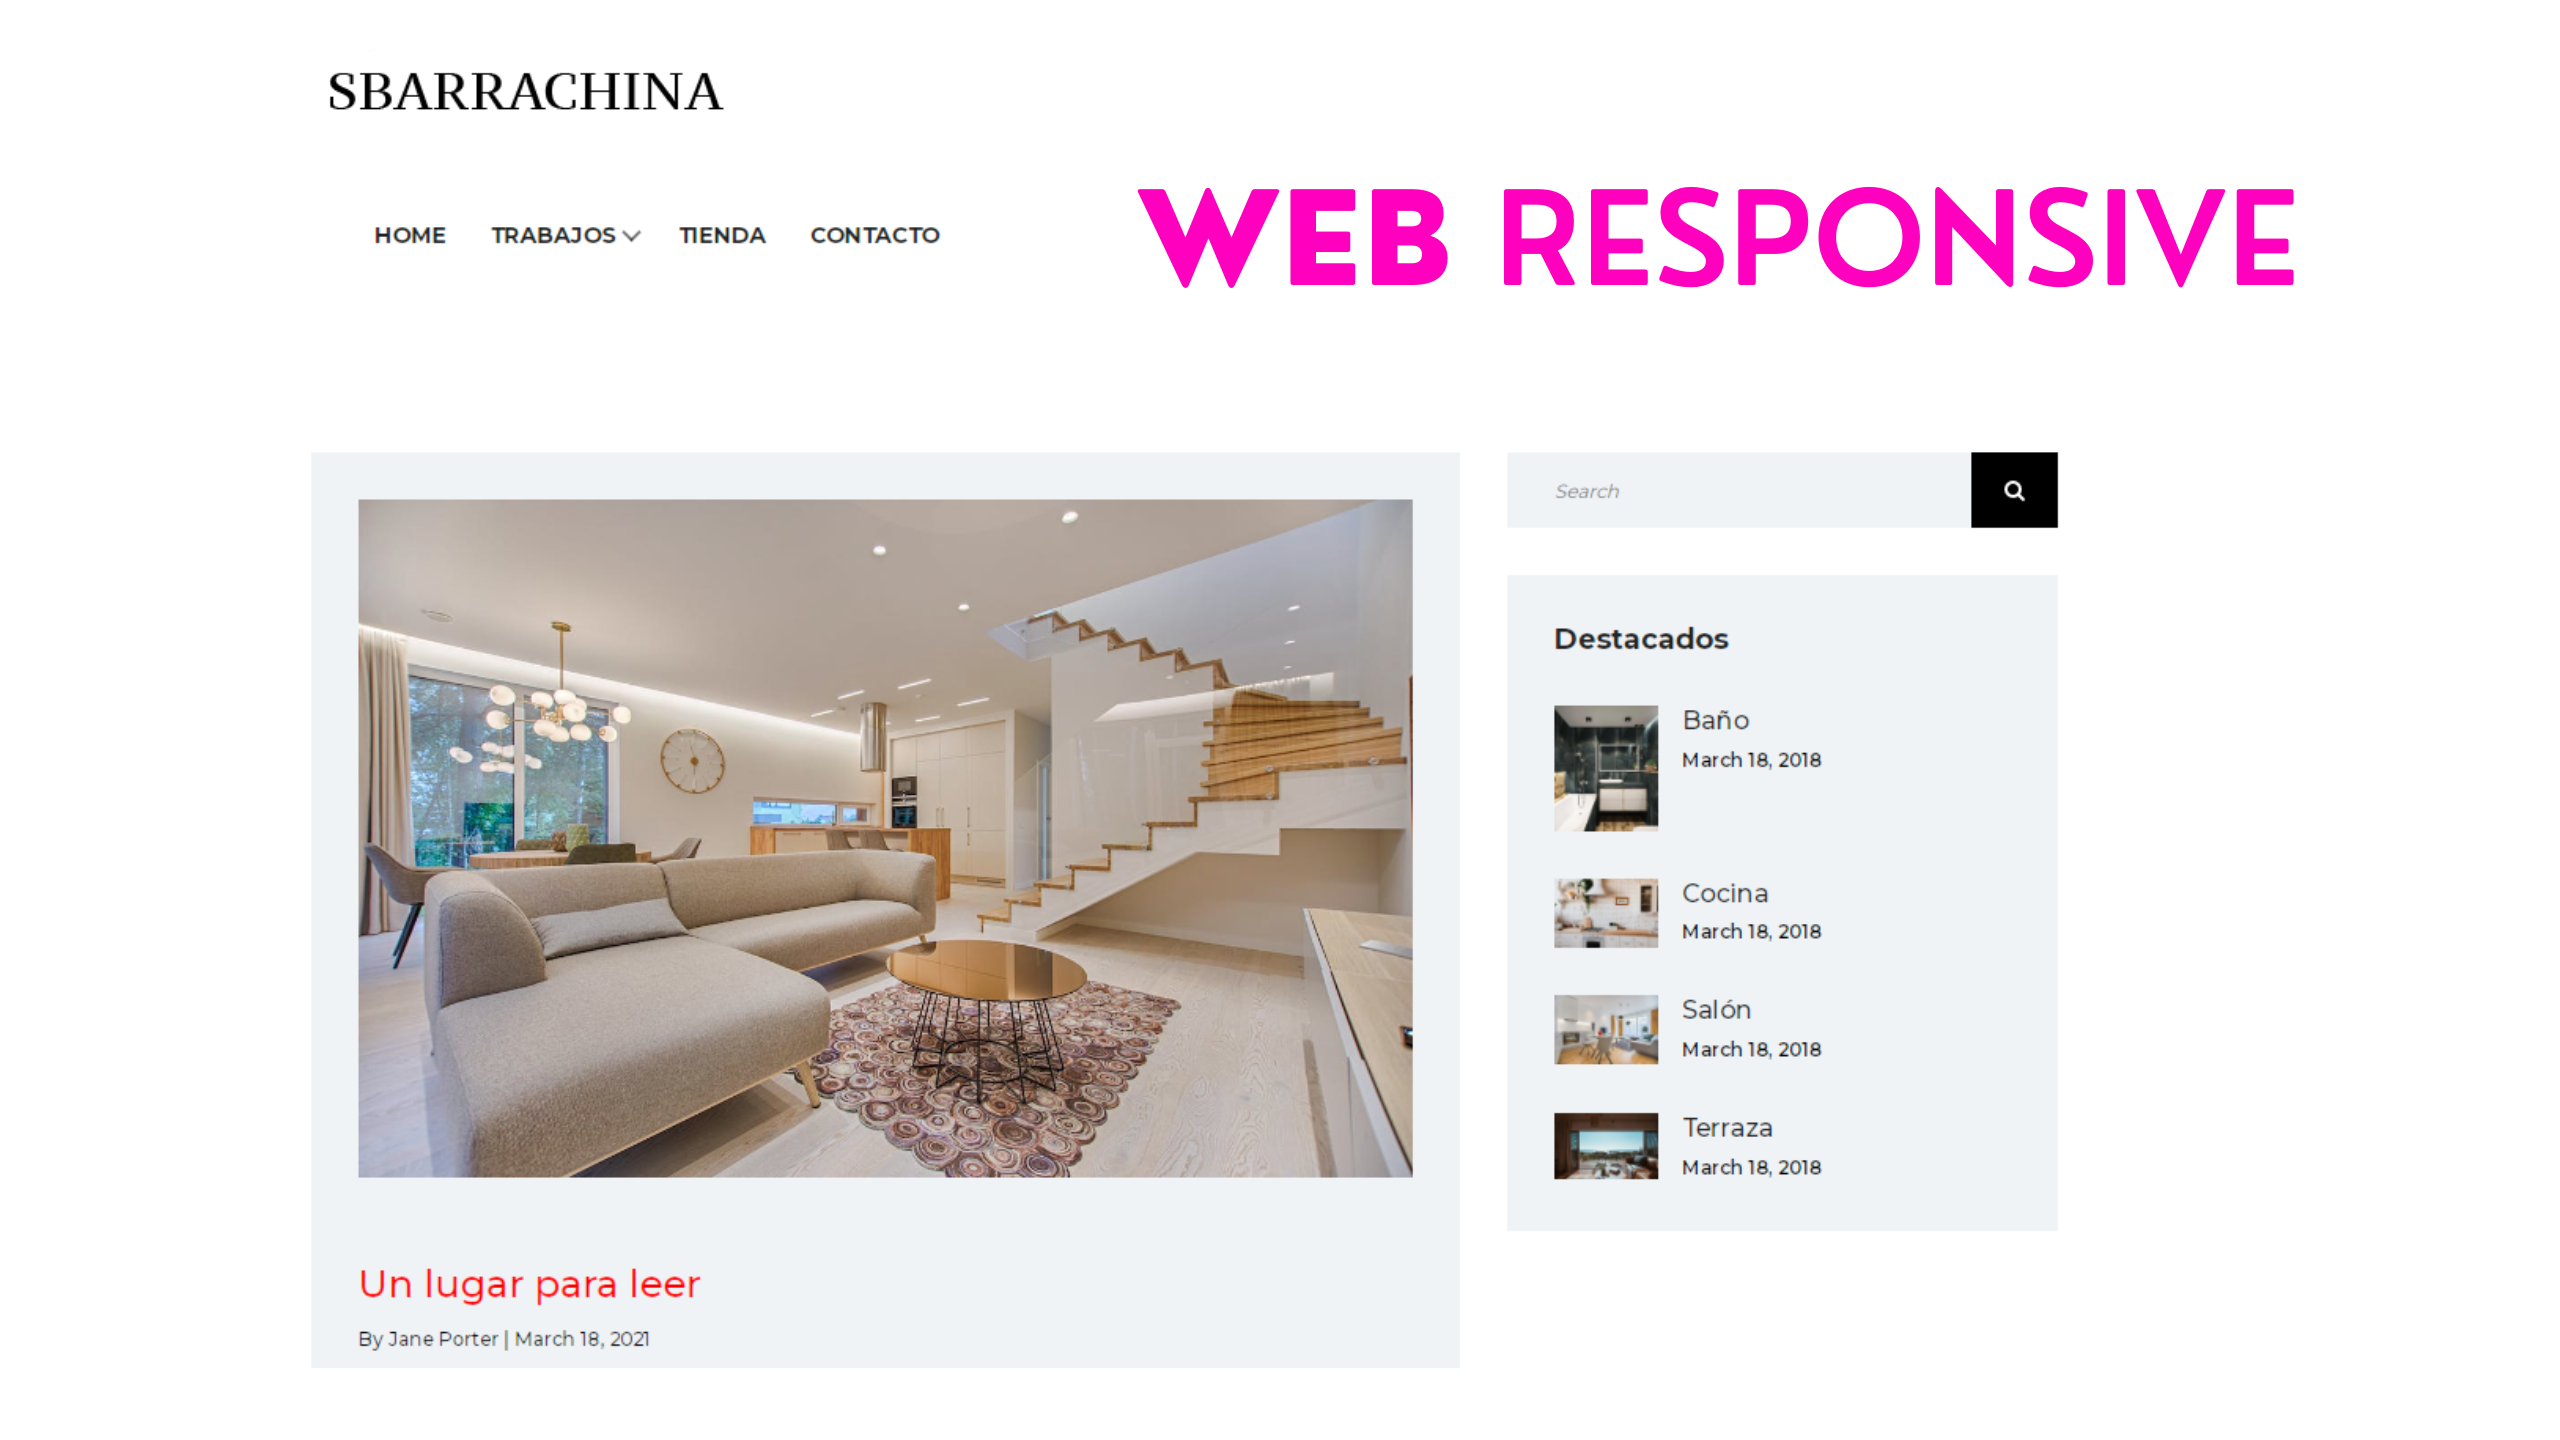 SBARRACHINA
WEB RESPONSIVE
HOME TRABAJOS TIENDA CONTACTO
Search
Destacados
Baño
March 18, 2018
Cocina
March 18, 2018
Salón
March 18, 2018
Terraza
March 18, 2018
Un lugar para leer
By Jane Porter | March 18, 2021